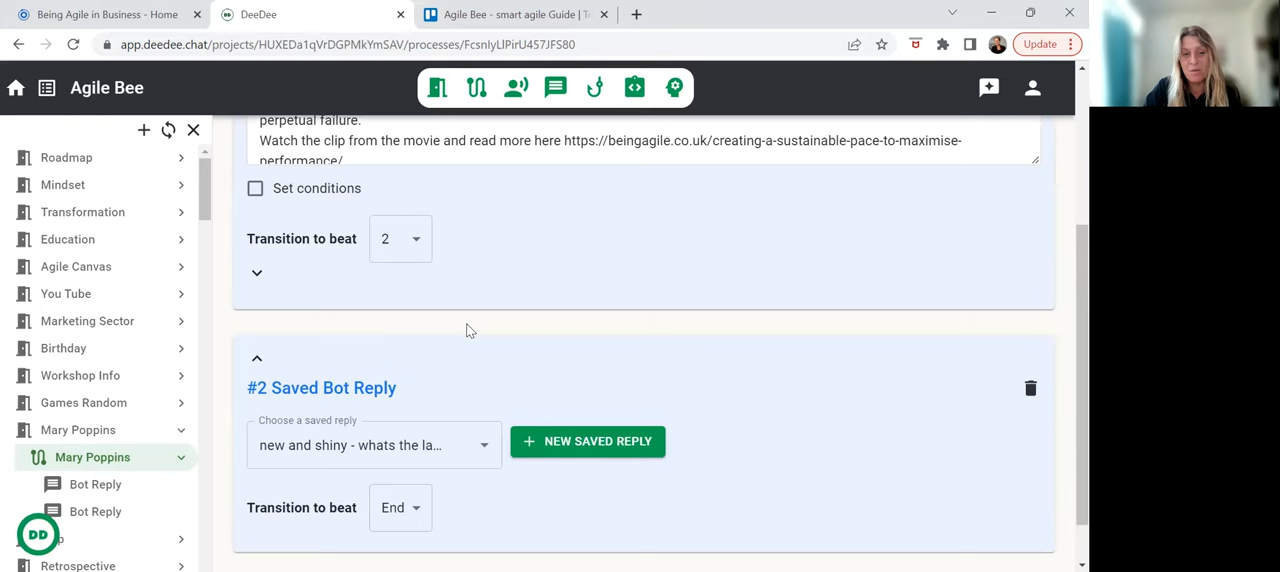 Being Agile in Business - Home
DeeDee
Agile Bee - smart agile Guide | Tr
app.deedee.chat/projects/HUXEDa1qVrDGPMkYmSAV/processes/FcsnIyLIPirU457JFS80
Update
Agile Bee
Roadmap
Mindset
Transformation
Education
Agile Canvas
You Tube
Marketing Sector
Birthday
Workshop Info
Games Random
Mary Poppins
Mary Poppins
Bot Reply
Bot Reply
DD
Retrospective
perpetual failure.
Watch the clip from the movie and read more here https://beingagile.co.uk/creating-a-sustainable-pace-to-maximise-
performance/
Set conditions
Transition to beat
2
#2 Saved Bot Reply
Choose a saved reply
new and shiny - whats the la...
+ NEW SAVED REPLY
Transition to beat
End